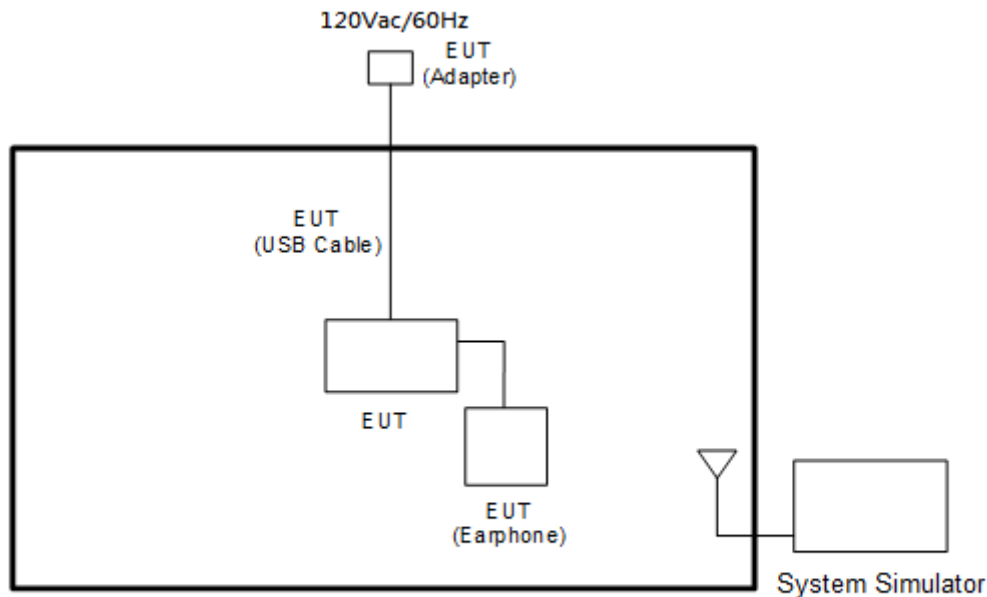 120Vac/60Hz
EUT
(Adapter)
EUT
(USB Cable)
EUT
EUT
(Earphone)
System Simulator